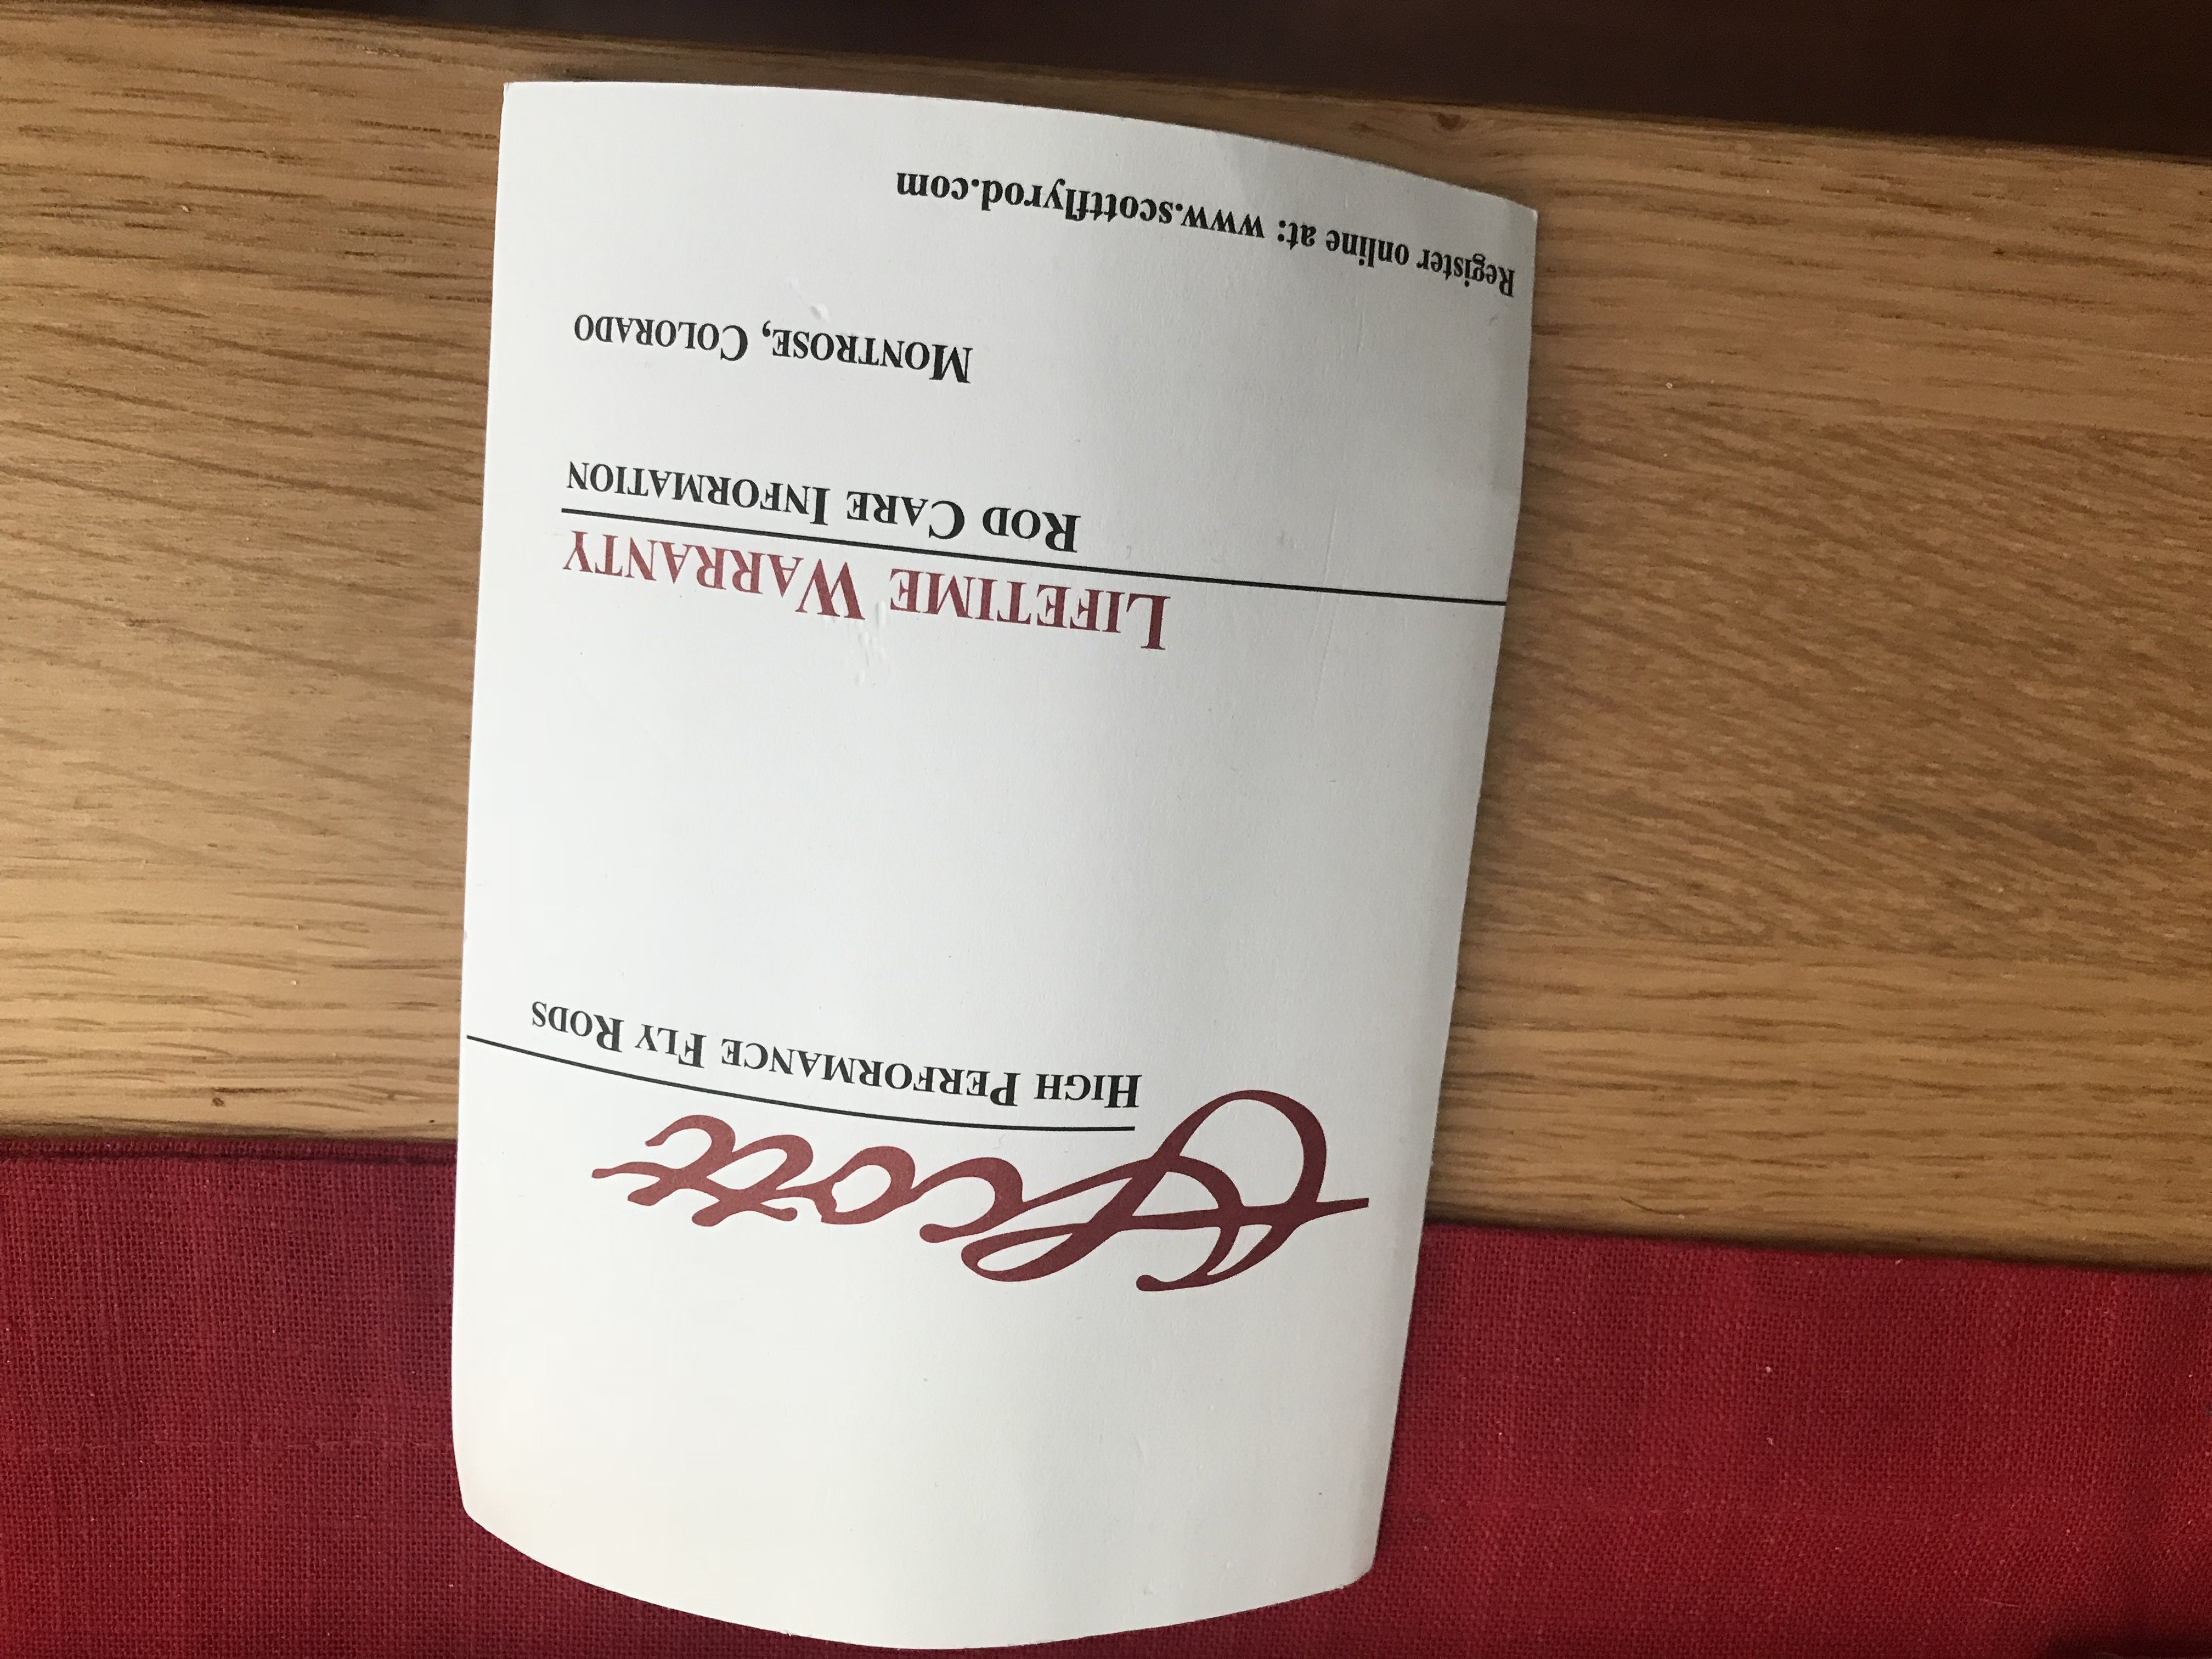 Scott
HIGH PERFORMANCE FLY RODS
LIFETIME WARRANTY
ROD CARE INFORMATION
MONTROSE, COLORADO
Register online at: www.scottflyrod.com